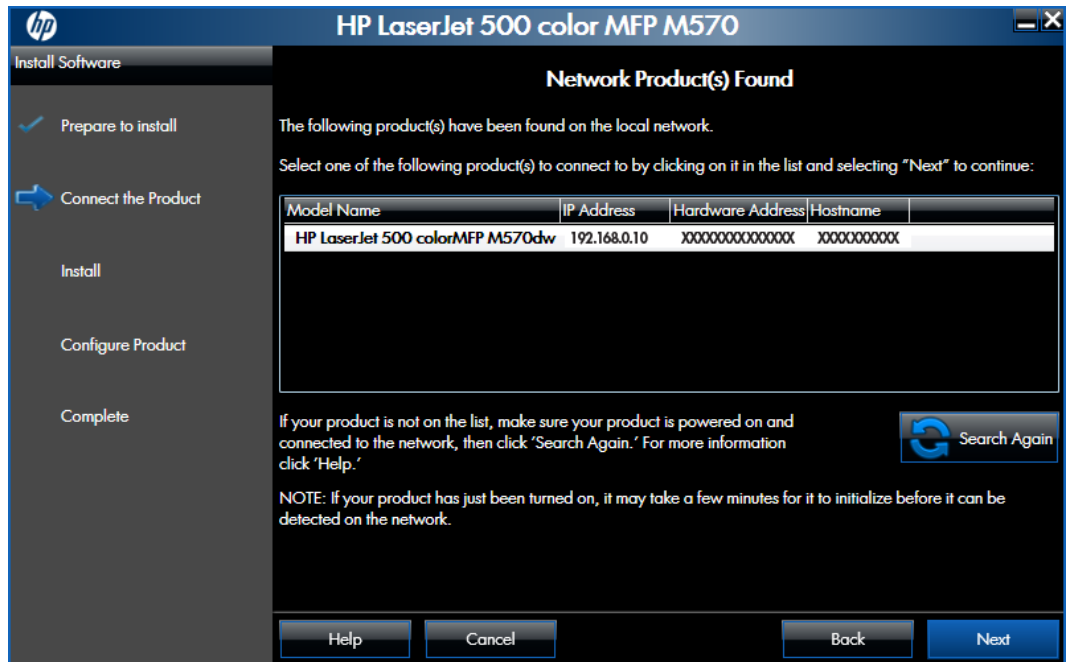 hp
HP LaserJet 500 color MFP M570
Install Software
Prepare to install
Connect the Product
Install
Configure Product
Complete
Network Product(s) Found
The following product(s) have been found on the local network.
Select one of the following product(s) to connect to by clicking on it in the list and selecting "Next" to continue:
Model Name IP Address Hardware Address Hostname
HP LaserJet 500 colorMFP M570dw 192.168.0.10 XXXXXXXXXXXXXX XXXXXXXXXX
If your product is not on the list, make sure your product is powered on and
connected to the network, then click 'Search Again.' For more information
click 'Help.'
Search Again
NOTE: If your product has just been turned on, it may take a few minutes for it to initialize before it can be
detected on the network.
Help Cancel Back Next